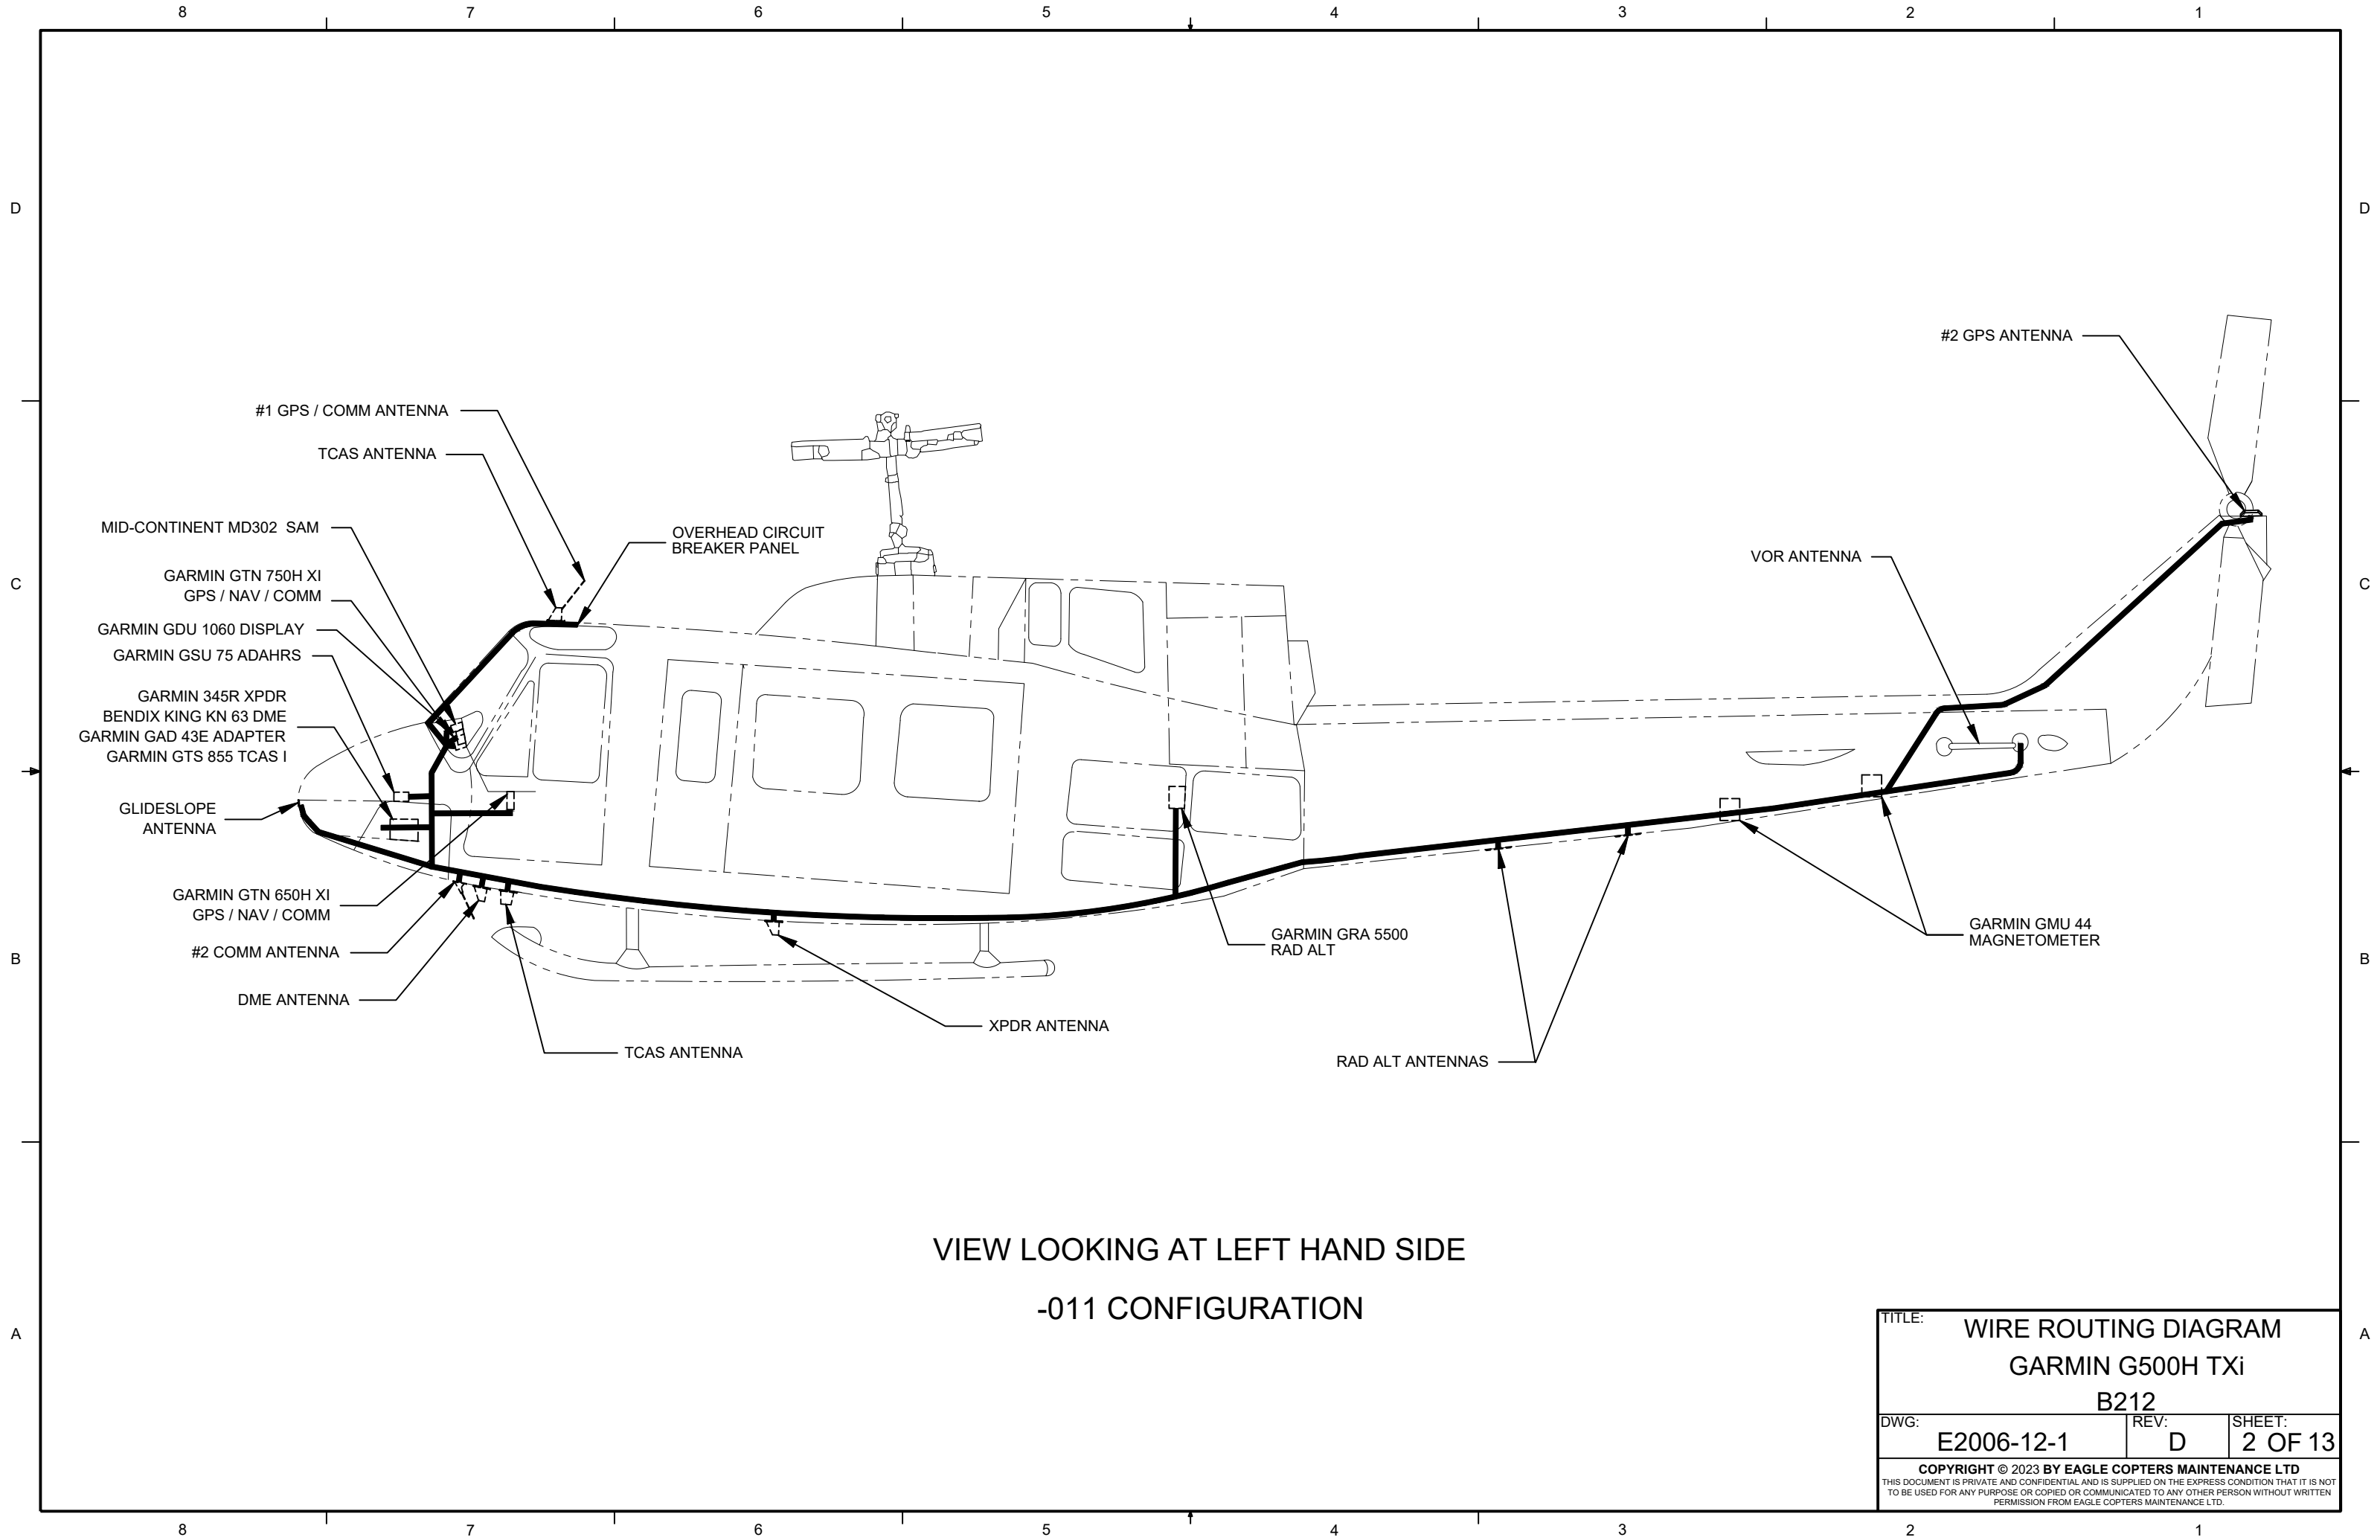 8 7 6 5 4 3 2 1
D D
#2 GPS ANTENNA
#1 GPS / COMM ANTENNA
TCAS ANTENNA
MID-CONTINENT MD302 SAM
OVERHEAD CIRCUIT
BREAKER PANEL
VOR ANTENNA
GARMIN GTN 750H XI
GPS / NAV / COMM
C C
GARMIN GDU 1060 DISPLAY
GARMIN GSU 75 ADAHRS
GARMIN 345R XPDR
BENDIX KING KN 63 DME
GARMIN GAD 43E ADAPTER
GARMIN GTS 855 TCAS I
GLIDESLOPE
ANTENNA
GARMIN GTN 650H XI
GPS / NAV / COMM
#2 COMM ANTENNA
DME ANTENNA
TCAS ANTENNA
XPDR ANTENNA
GARMIN GRA 5500
RAD ALT
RAD ALT ANTENNAS
GARMIN GMU 44
MAGNETOMETER
B B
VIEW LOOKING AT LEFT HAND SIDE
-011 CONFIGURATION
A A
TITLE:
WIRE ROUTING DIAGRAM
GARMIN G500H TXi
B212
DWG: REV: SHEET:
E2006-12-1 D 2 OF 13
COPYRIGHT © 2023 BY EAGLE COPTERS MAINTENANCE LTD
THIS DOCUMENT IS PRIVATE AND CONFIDENTIAL AND IS SUPPLIED ON THE EXPRESS CONDITION THAT IT IS NOT
TO BE USED FOR ANY PURPOSE OR COPIED OR COMMUNICATED TO ANY OTHER PERSON WITHOUT WRITTEN
PERMISSION FROM EAGLE COPTERS MAINTENANCE LTD.
8 7 6 5 4 3 2 1